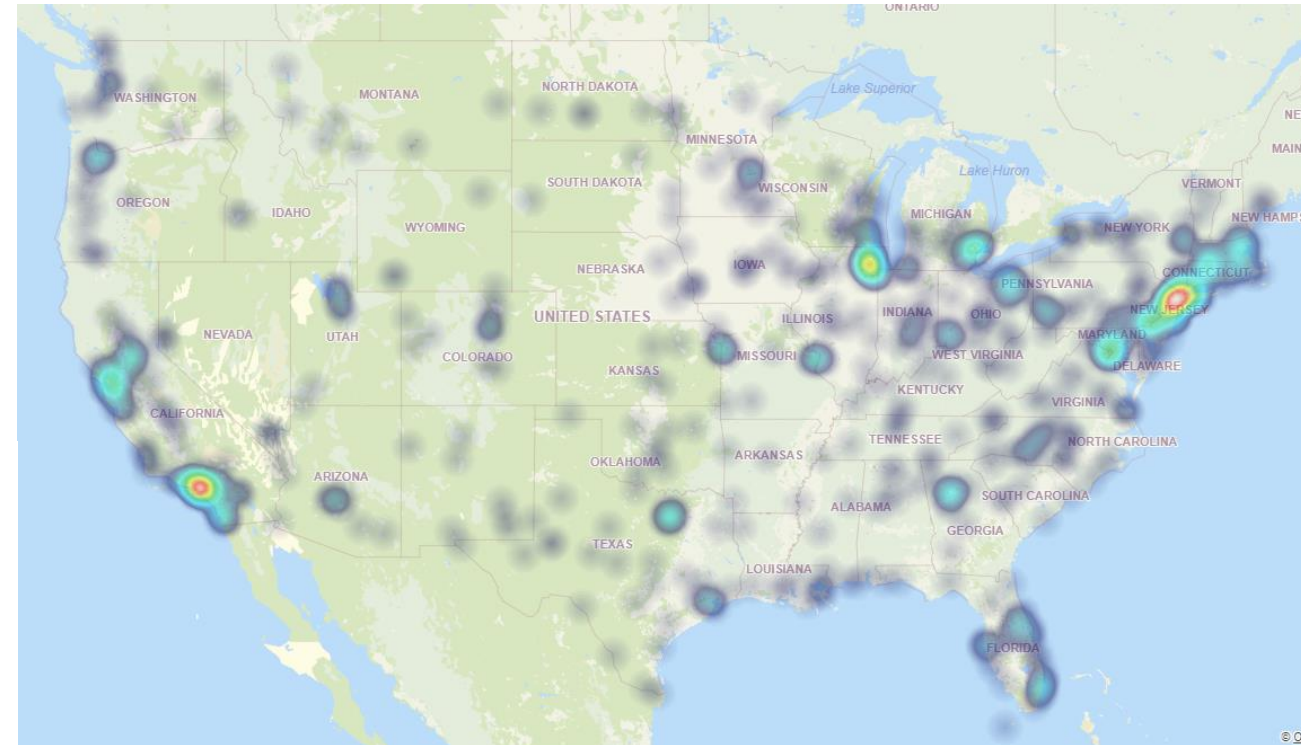 ONTARIO
Lake Superior
NORTH DAKOTA
MONTANA
WASHINGTON
NE
MINNESOTA
MAIN
Lake Huron
SOUTH DAKOTA
WISCONSIN
VERMONT
OREGON
IDAHO
MICHIGAN
NEW HAMPS
WYOMING
NEW YORK
NEBRASKA
IOWA
CONNECTICUT
PENNSYLVANIA
NEVADA
UTAH
UNITED STATES
ILLINOIS
INDIANA
OHIO
NEW JERSEY
MARYLAND
COLORADO
KANSAS
MISSOURI
WEST VIRGINIA
DELAWARE
KENTUCKY
CALIFORNIA
VIRGINIA
TENNESSEE
NORTH CAROLINA
ARIZONA
OKLAHOMA
ARKANSAS
SOUTH CAROLINA
ALABAMA
GEORGIA
TEXAS
LOUISIANA
FLORIDA
© O